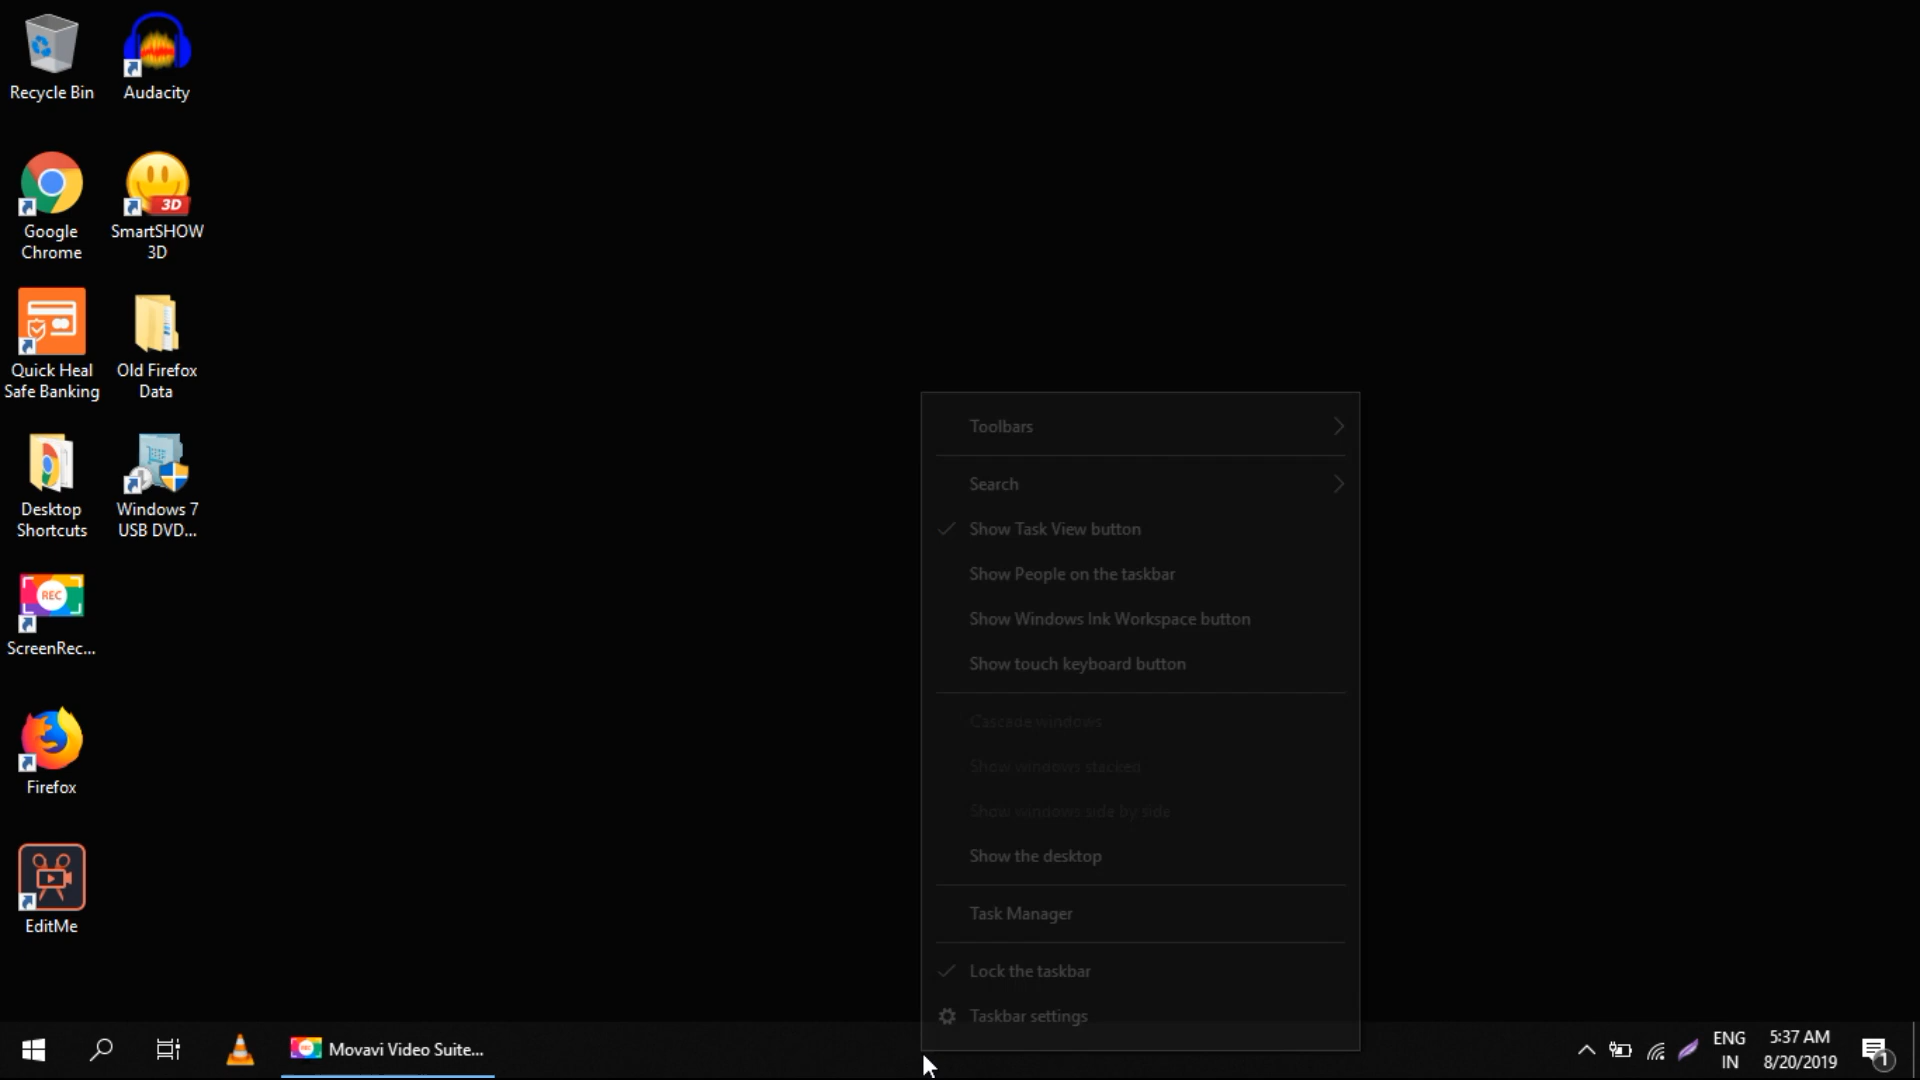 Recycle Bin
Audacity
Google
Chrome
3D
SmartSHOW
3D
Quick Heal
Safe Banking
Old Firefox
Data
Desktop
Shortcuts
Windows 7
USB DVD...
REC
ScreenRec...
Firefox
EditMe
Toolbars
Search
Show Task View button
Show People on the taskbar
Show Windows Ink Workspace button
Show touch keyboard button
Cascade windows
Show windows stacked
Show windows side by side
Show the desktop
Task Manager
Lock the taskbar
Taskbar settings
Movavi Video Suite...
ENG
IN
5:37 AM
8/20/2019
1